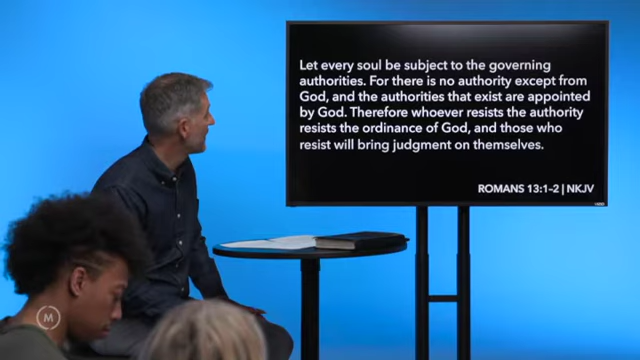 Let every soul be subject to the governing
authorities. For there is no authority except from
God, and the authorities that exist are appointed
by God. Therefore whoever resists the authority
resists the ordinance of God, and those who
resist will bring judgment on themselves.
ROMANS 13:1–2 | NKJV
M